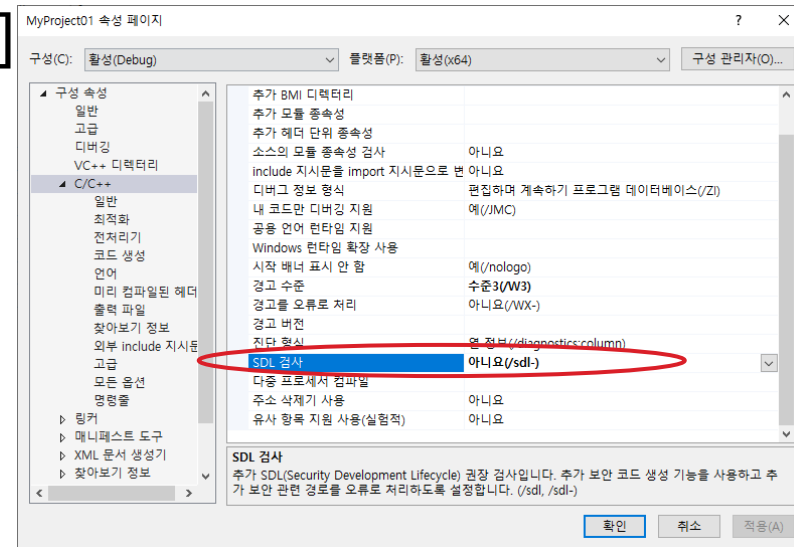 MyProject01 속성 페이지
?
구성(C): 활성(Debug) 플랫폼(P): 활성(x64) 구성 관리자(O)...
구성 속성
일반
고급
디버깅
VC++ 디렉터리
C/C++
일반
최적화
전처리기
코드 생성
언어
미리 컴파일된 헤더
출력 파일
찾아보기 정보
외부 include 지시문
고급
모든 옵션
명령줄
링커
매니페스트 도구
XML 문서 생성기
찾아보기 정보
추가 BMI 디렉터리
추가 모듈 종속성
추가 헤더 단위 종속성
소스의 모듈 종속성 검사 아니요
include 지시문을 import 지시문으로 변 아니요
디버그 정보 형식 편집하며 계속하기 프로그램 데이터베이스(/ZI)
내 코드만 디버깅 지원 예(/JMC)
공용 언어 런타임 지원
Windows 런타임 확장 사용
시작 배너 표시 안 함 예(/nologo)
경고 수준 수준3(/W3)
경고를 오류로 처리 아니요(/WX-)
경고 버전
진단 형식 열 정보(/diagnostics:column)
SDL 검사 아니요(/sdl-)
다중 프로세서 컴파일
주소 삭제기 사용 아니요
유사 항목 지원 사용(실험적) 아니요
SDL 검사
추가 SDL(Security Development Lifecycle) 권장 검사입니다. 추가 보안 코드 생성 기능을 사용하고 추
가 보안 관련 경로를 오류로 처리하도록 설정합니다. (/sdl, /sdl-)
확인 취소 적용(A)